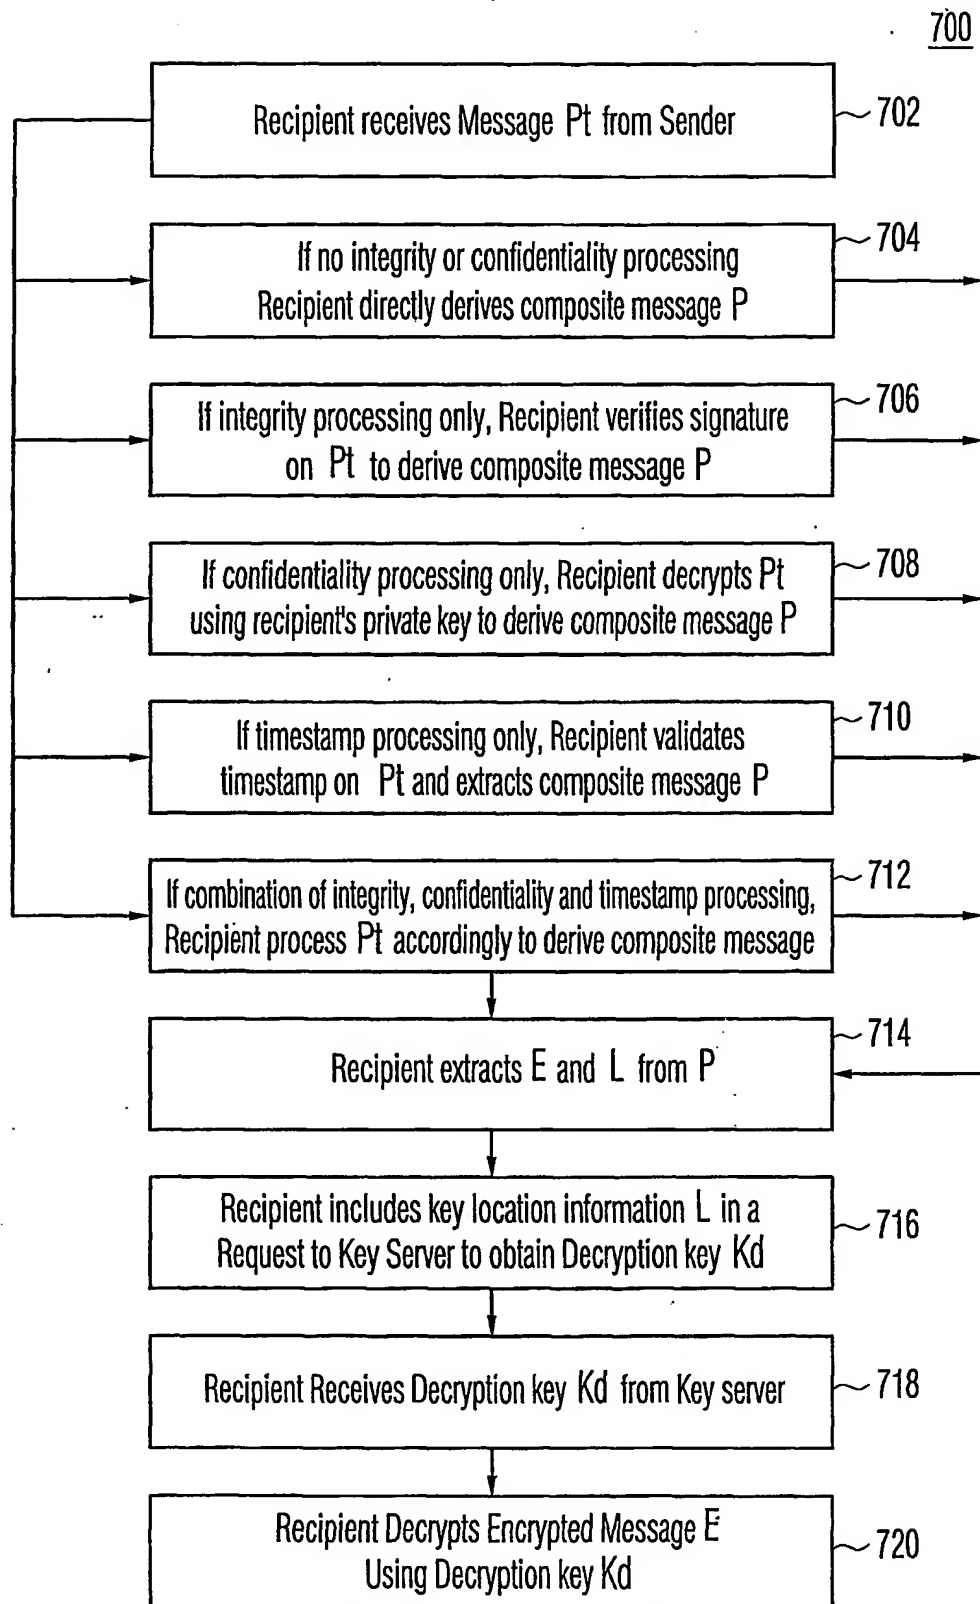 700
Recipient receives Message Pt from Sender
702
If no integrity or confidentiality processing
Recipient directly derives composite message P
704
If integrity processing only, Recipient verifies signature
on Pt to derive composite message P
706
If confidentiality processing only, Recipient decrypts Pt
using recipient's private key to derive composite message P
708
If timestamp processing only, Recipient validates
timestamp on Pt and extracts composite message P
710
If combination of integrity, confidentiality and timestamp processing,
Recipient process Pt accordingly to derive composite message
712
Recipient extracts E and L from P
714
Recipient includes key location information L in a
Request to Key Server to obtain Decryption key Kd
716
Recipient Receives Decryption key Kd from Key server
718
Recipient Decrypts Encrypted Message E
Using Decryption key Kd
720